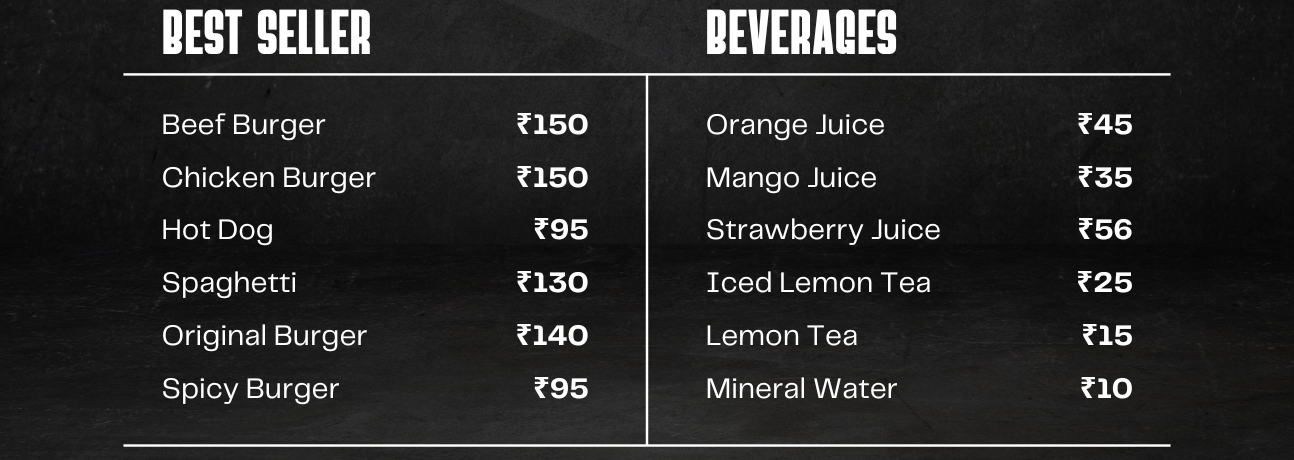 BEST SELLER
Beef Burger ₹150
Chicken Burger ₹150
Hot Dog ₹95
Spaghetti ₹130
Original Burger ₹140
Spicy Burger ₹95
BEVERAGES
Orange Juice ₹45
Mango Juice ₹35
Strawberry Juice ₹56
Iced Lemon Tea ₹25
Lemon Tea ₹15
Mineral Water ₹10